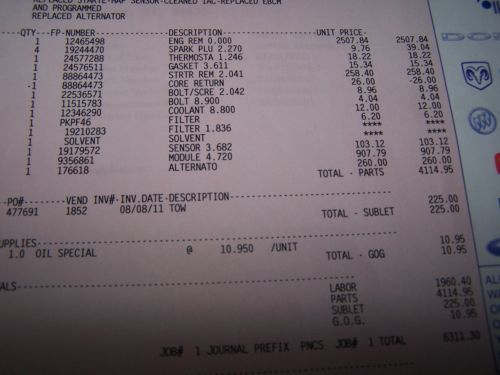 REPLACED STARTE-MAP SENSOR-CLEANED IAC-REPLACED EBCM
AND PROGRAMMED
REPLACED ALTERNATOR
QTY---FP-NUMBER---------------DESCRIPTION-------------------UNIT PRICE-
1 12465498 ENG REM 0.000 2507.84 2507.84
4 19244470 SPARK PLU 2.270 9.76 39.04
1 24577288 THERMOSTA 1.246 18.22 18.22
1 24576511 GASKET 3.611 15.34 15.34
1 88864473 STRTR REM 2.041 258.40 258.40
-1 88864473 CORE RETURN 26.00 -26.00
1 22536571 BOLT/SCRE 2.042 8.96 8.96
1 11515783 BOLT 8.900 4.04 4.04
1 12346290 COOLANT 8.800 12.00 12.00
1 PKPF46 FILTER 6.20 6.20
1 19210283 FILTER 1.836 **** ****
1 SOLVENT SOLVENT **** ****
1 19179572 SENSOR 3.682 103.12 103.12
1 9356861 MODULE 4.720 907.79 907.79
1 176618 ALTERNATO 260.00 260.00
TOTAL - PARTS 4114.95
--PO#-------VEND INV#-INV.DATE-DESCRIPTION-----------------
477691 1852 08/08/11 TOW 225.00
TOTAL - SUBLET 225.00
UPPLIES-----------------------------
1.0 OIL SPECIAL @ 10.950 /UNIT 10.95
TOTAL - GOG 10.95
ALS-----------------------------
LABOR 1960.40
PARTS 4114.95
SUBLET 225.00
G.O.G. 10.95
JOB# 1 JOURNAL PREFIX PNCS JOB# 1 TOTAL 6311.30